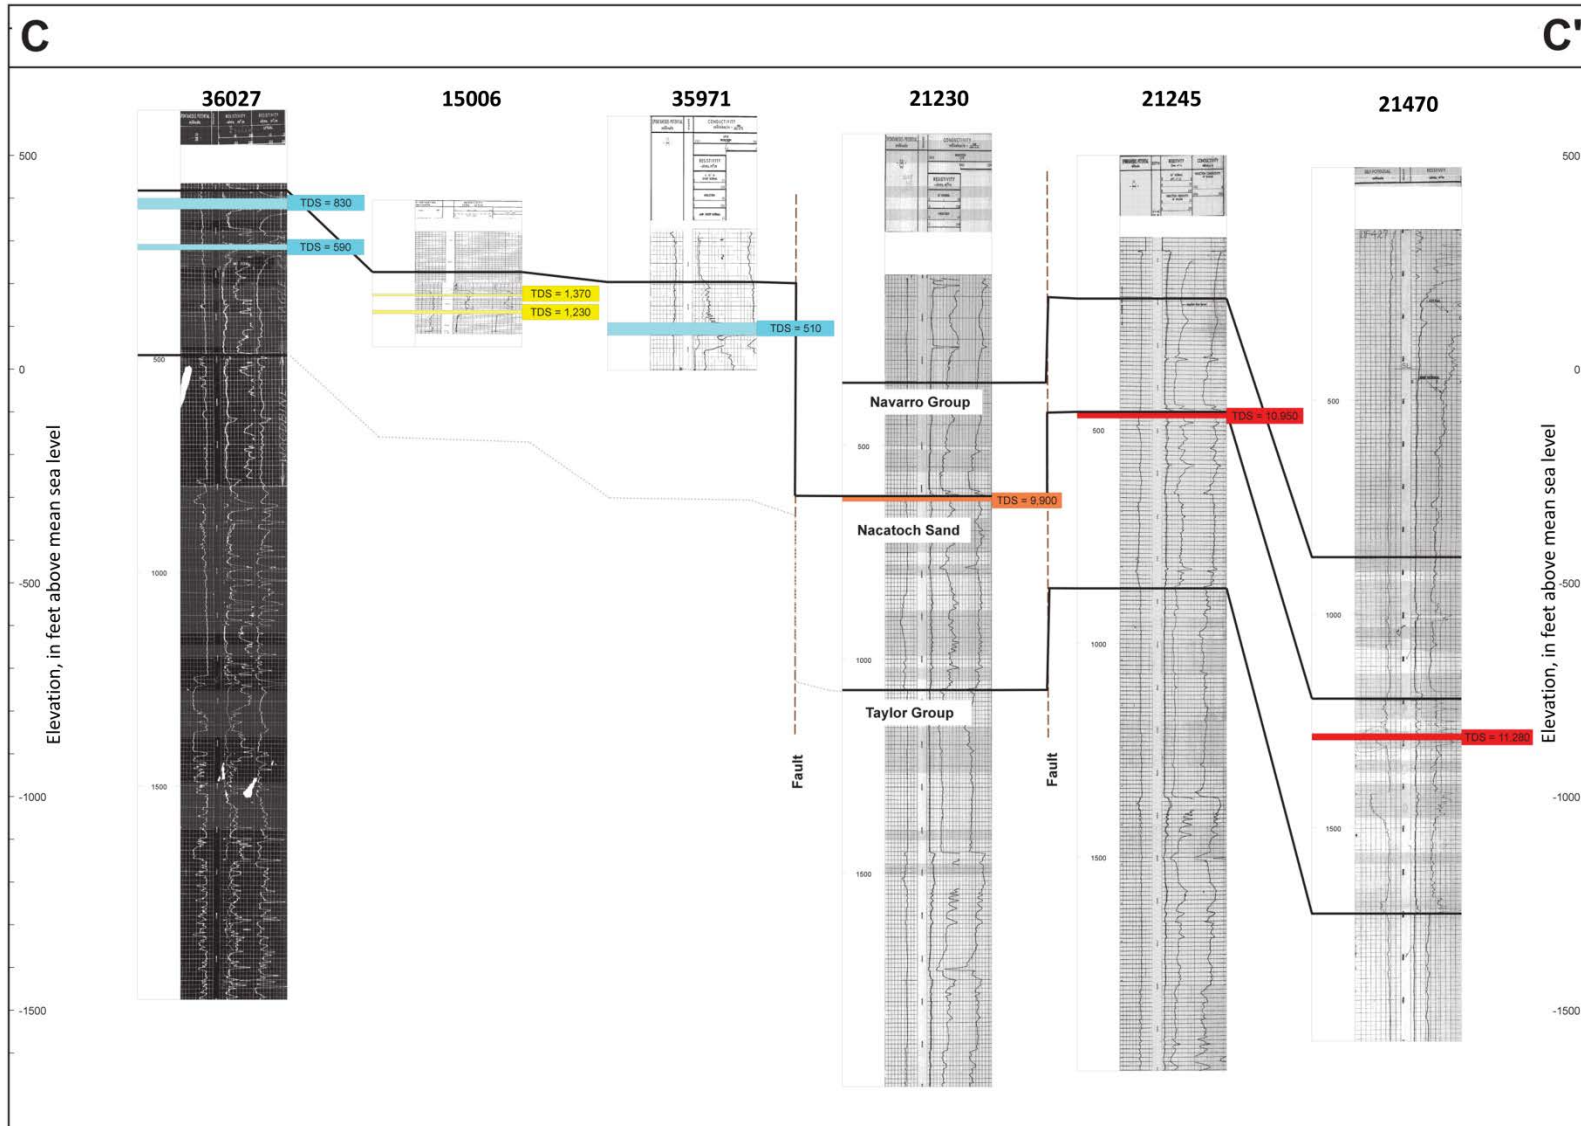 C
C'
36027
15006
35971
21230
21245
21470
500
0
-500
-1000
-1500
Elevation, in feet above mean sea level
500
1000
1500
TDS = 830
TDS = 590
TDS = 1,370
TDS = 1,230
TDS = 510
Navarro Group
500
TDS = 9,900
Nacatoch Sand
1000
Taylor Group
1500
Fault
Fault
500
TDS = 10,950
1000
1500
500
1000
TDS = 11,280
1500
500
0
-500
-1000
-1500
Elevation, in feet above mean sea level